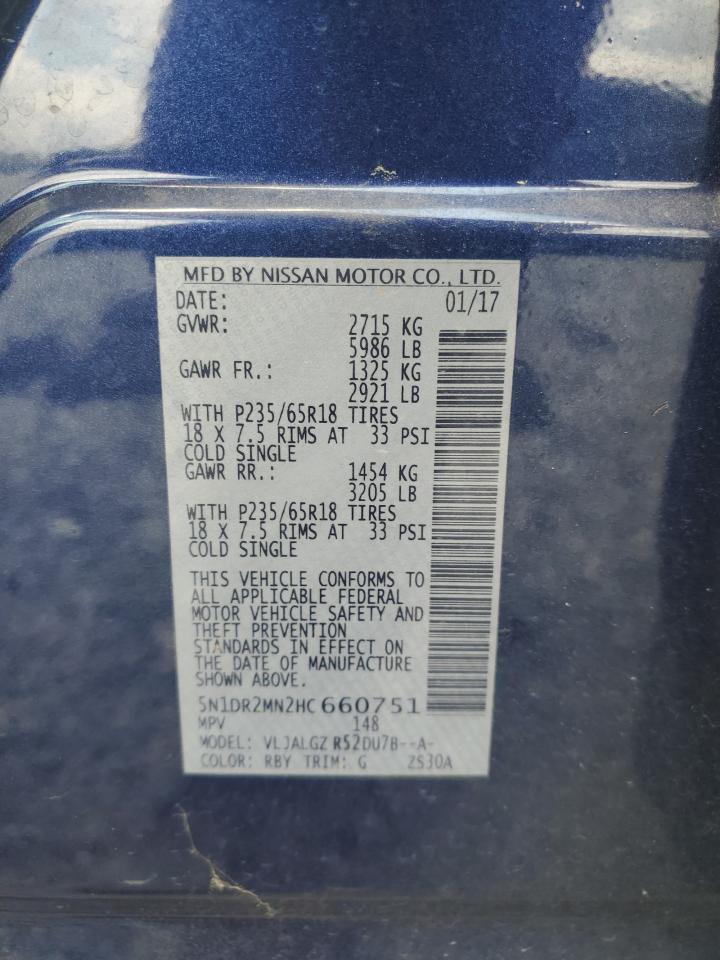 MFD BY NISSAN MOTOR CO., LTD.
DATE: 01/17
GVWR: 2715 KG
5986 LB
GAWR FR.: 1325 KG
2921 LB
WITH P235/65R18 TIRES
18 X 7.5 RIMS AT 33 PSI
COLD SINGLE
GAWR RR.: 1454 KG
3205 LB
WITH P235/65R18 TIRES
18 X 7.5 RIMS AT 33 PSI
COLD SINGLE
THIS VEHICLE CONFORMS TO
ALL APPLICABLE FEDERAL
MOTOR VEHICLE SAFETY AND
THEFT PREVENTION
STANDARDS IN EFFECT ON
THE DATE OF MANUFACTURE
SHOWN ABOVE.
5N1DR2MN2HC 660751
MPV 148
MODEL: VLJALGZ R52DU7B--A-
COLOR: RBY TRIM: G ZS30A